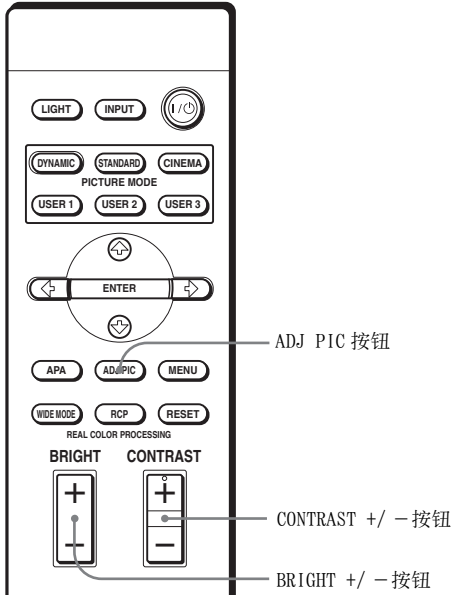 LIGHT INPUT I/⏻
DYNAMIC STANDARD CINEMA
PICTURE MODE
USER 1 USER 2 USER 3
ENTER
ADJ PIC 按钮
APA ADJ PIC MENU
WIDE MODE RCP RESET
REAL COLOR PROCESSING
BRIGHT CONTRAST
+ +
CONTRAST +/ －按钮
－ －
BRIGHT +/ －按钮